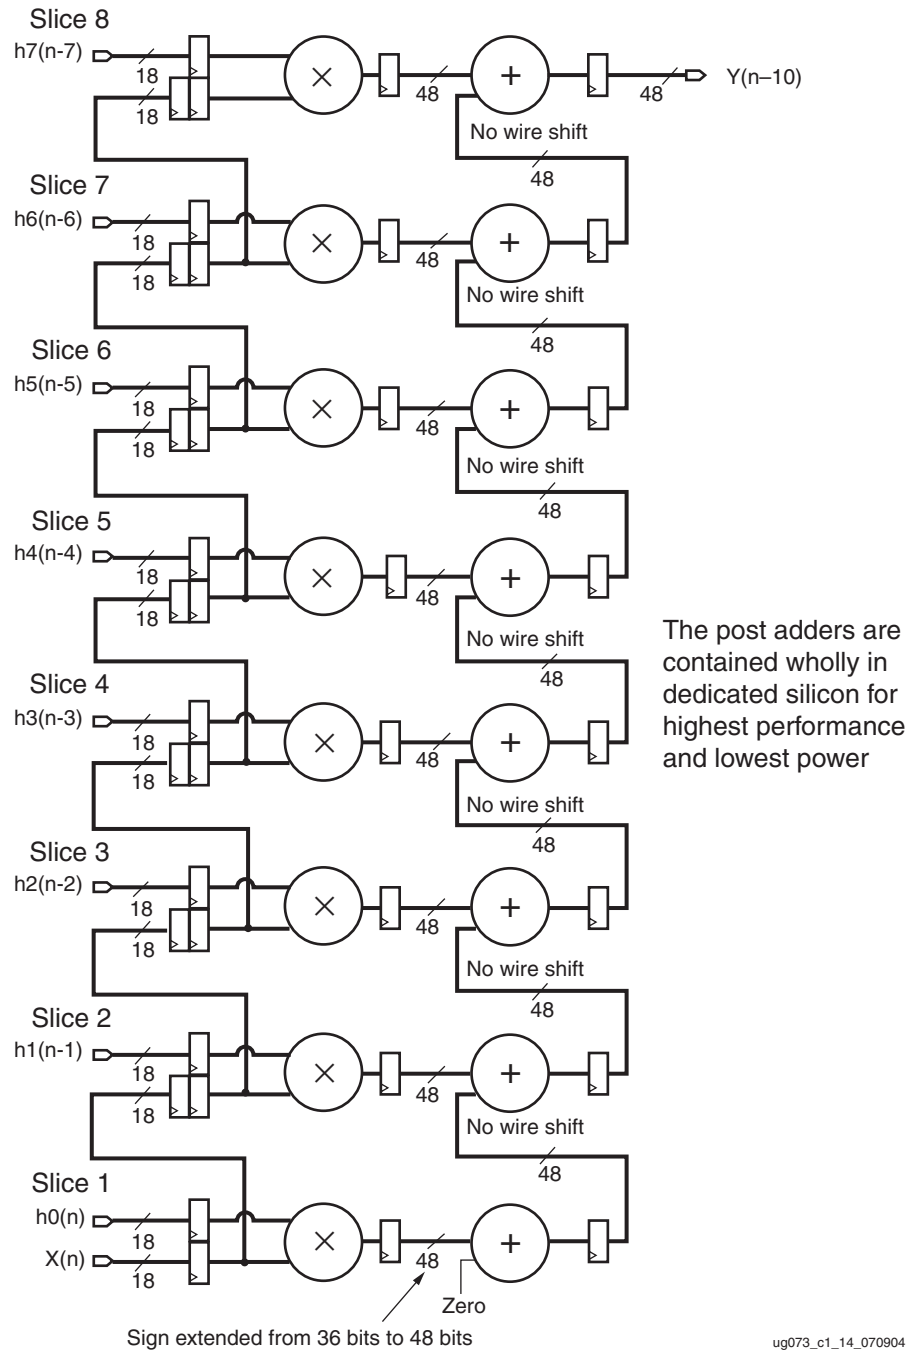 Slice 8
h7(n-7)
18
18
48
48
Y(n–10)
No wire shift
48
Slice 7
h6(n-6)
18
18
48
No wire shift
48
Slice 6
h5(n-5)
18
18
48
No wire shift
48
Slice 5
h4(n-4)
18
18
48
No wire shift
48
The post adders are
contained wholly in
dedicated silicon for
highest performance
and lowest power
Slice 4
h3(n-3)
18
18
48
No wire shift
48
Slice 3
h2(n-2)
18
18
48
No wire shift
48
Slice 2
h1(n-1)
18
18
48
No wire shift
48
Slice 1
h0(n)
18
X(n)
18
48
Zero
Sign extended from 36 bits to 48 bits
ug073_c1_14_070904